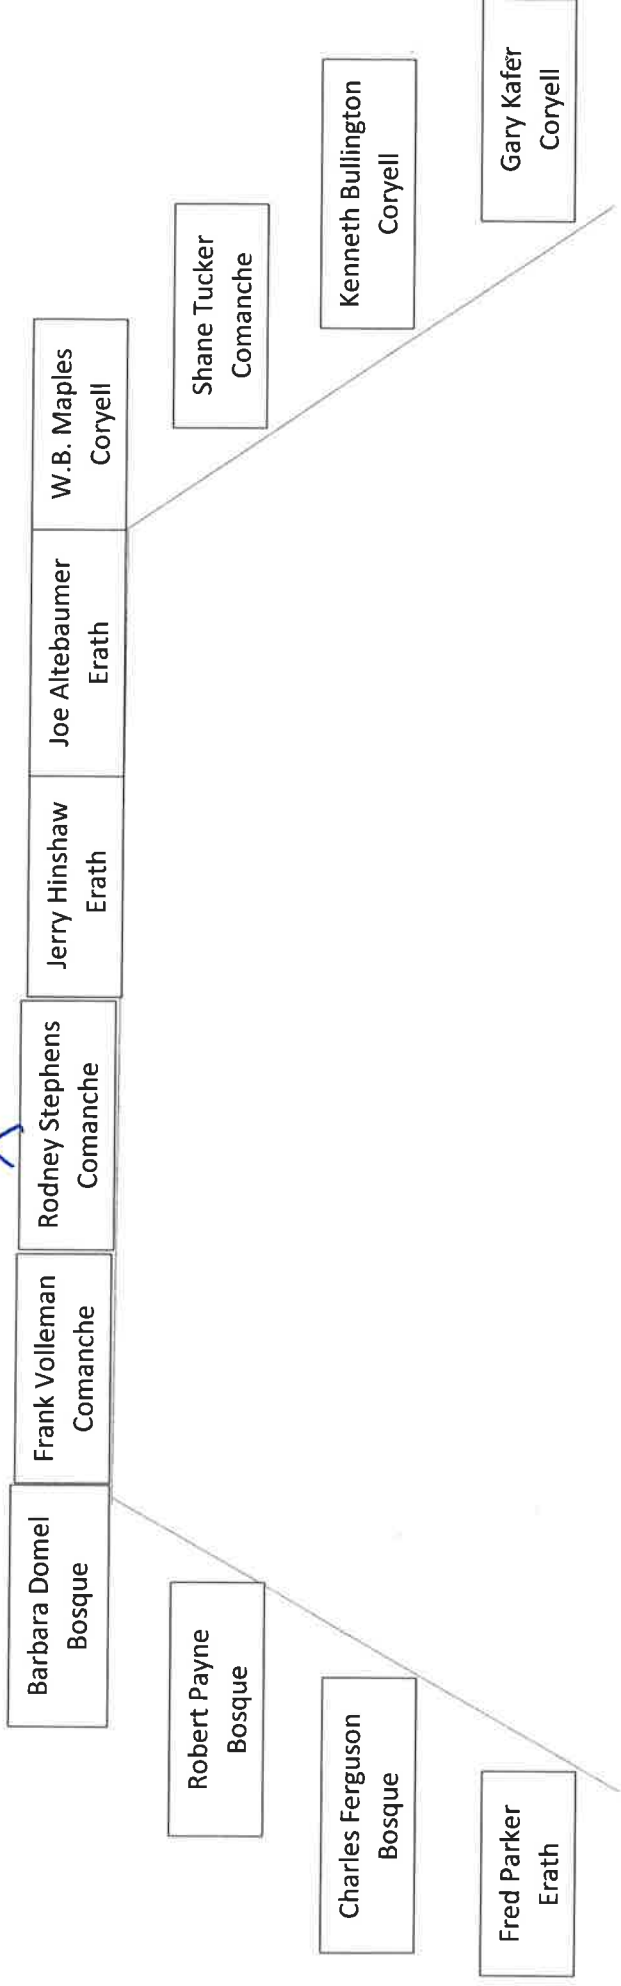 Barbara Domel
Bosque
Frank Volleman
Comanche
Rodney Stephens
Comanche
Jerry Hinshaw
Erath
Joe Altebaumer
Erath
W.B. Maples
Coryell
Robert Payne
Bosque
Shane Tucker
Comanche
Charles Ferguson
Bosque
Kenneth Bullington
Coryell
Fred Parker
Erath
Gary Kafer
Coryell